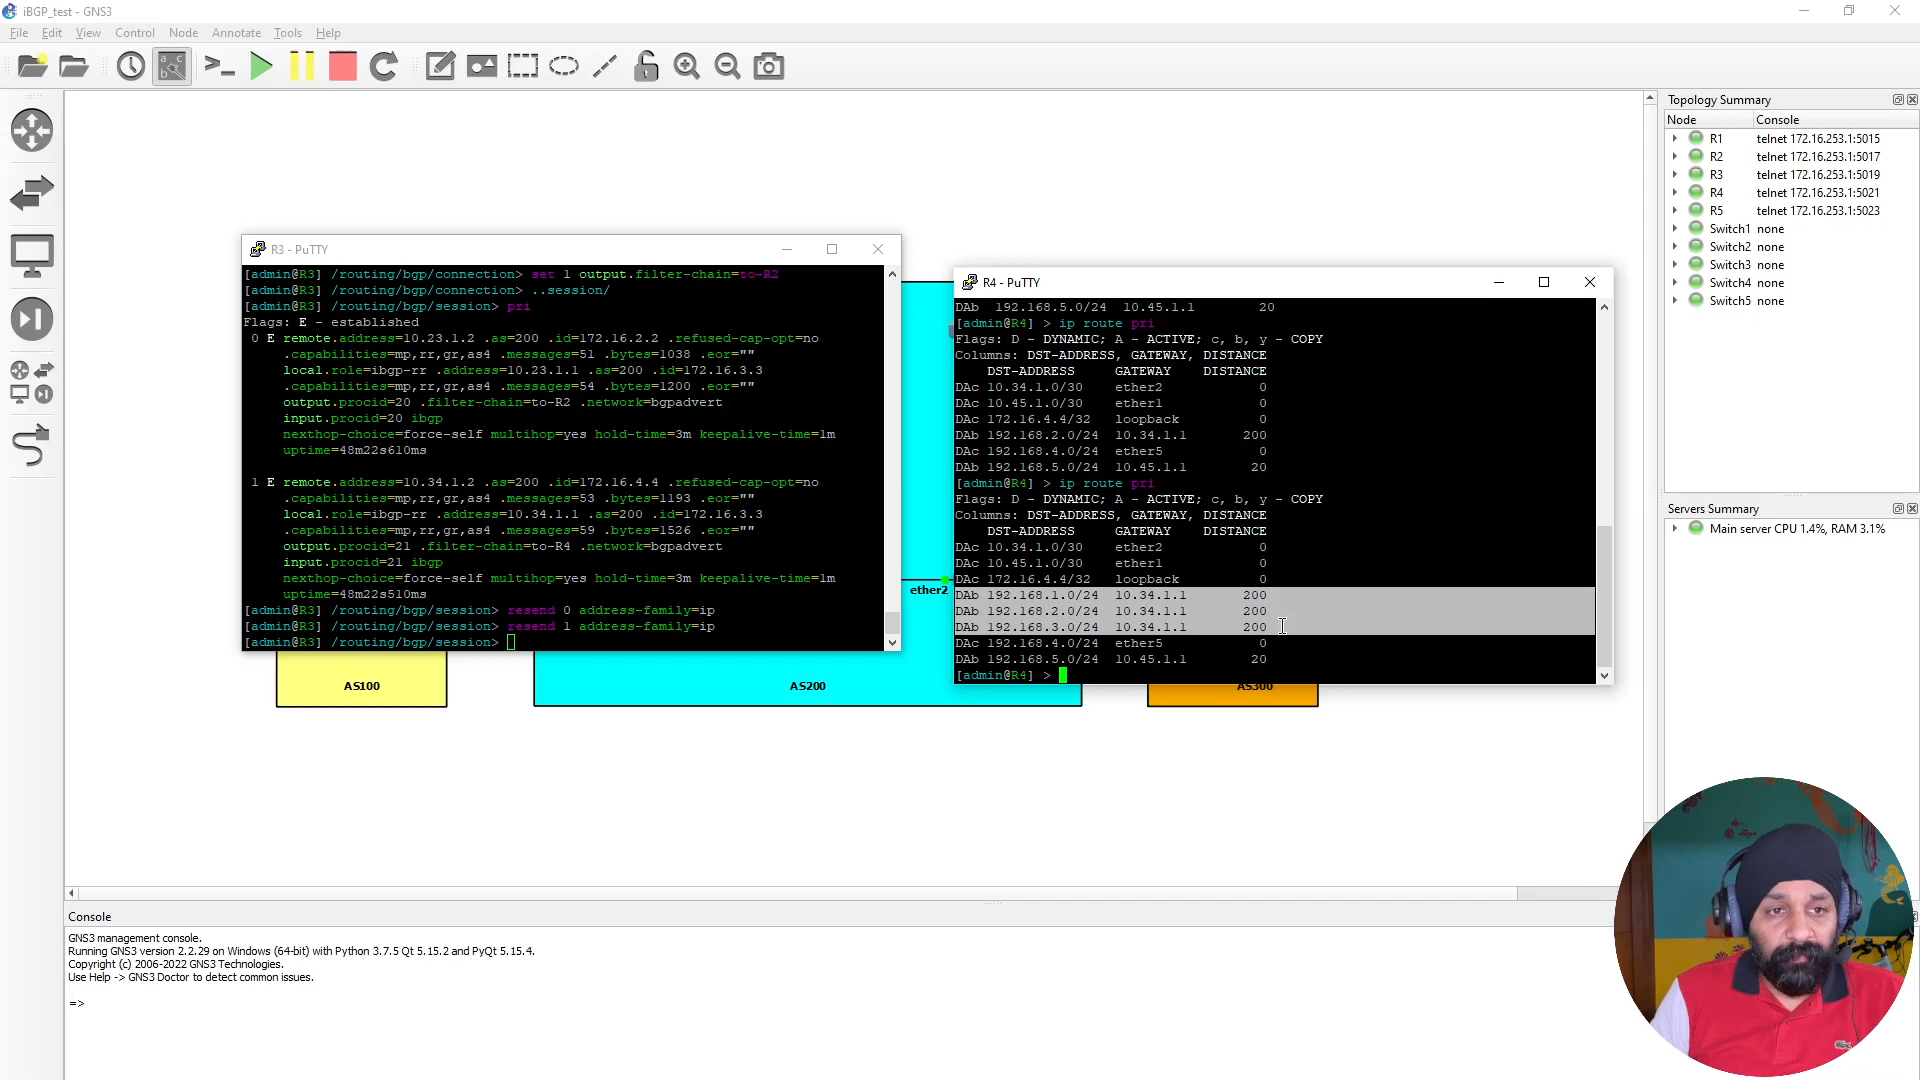 iBGP_test - GNS3
File Edit View Control Node Annotate Tools Help
Topology Summary
Node Console
R1 telnet 172.16.253.1:5015
R2 telnet 172.16.253.1:5017
R3 telnet 172.16.253.1:5019
R4 telnet 172.16.253.1:5021
R5 telnet 172.16.253.1:5023
Switch1 none
Switch2 none
Switch3 none
Switch4 none
Switch5 none
Servers Summary
Main server CPU 1.4%, RAM 3.1%
R3 - PuTTY
[admin@R3] /routing/bgp/connection> set 1 output.filter-chain=to-R2
[admin@R3] /routing/bgp/connection> ..session/
[admin@R3] /routing/bgp/session> pri
Flags: E - established
0 E remote.address=10.23.1.2 .as=200 .id=172.16.2.2 .refused-cap-opt=no
.capabilities=mp,rr,gr,as4 .messages=51 .bytes=1038 .eor=""
local.role=ibgp-rr .address=10.23.1.1 .as=200 .id=172.16.3.3
.capabilities=mp,rr,gr,as4 .messages=54 .bytes=1200 .eor=""
output.procid=20 .filter-chain=to-R2 .network=bgpadvert
input.procid=20 ibgp
nexthop-choice=force-self multihop=yes hold-time=3m keepalive-time=1m
uptime=48m22s610ms
1 E remote.address=10.34.1.2 .as=200 .id=172.16.4.4 .refused-cap-opt=no
.capabilities=mp,rr,gr,as4 .messages=53 .bytes=1193 .eor=""
local.role=ibgp-rr .address=10.34.1.1 .as=200 .id=172.16.3.3
.capabilities=mp,rr,gr,as4 .messages=59 .bytes=1526 .eor=""
output.procid=21 .filter-chain=to-R4 .network=bgpadvert
input.procid=21 ibgp
nexthop-choice=force-self multihop=yes hold-time=3m keepalive-time=1m
uptime=48m22s510ms
[admin@R3] /routing/bgp/session> resend 0 address-family=ip
[admin@R3] /routing/bgp/session> resend 1 address-family=ip
[admin@R3] /routing/bgp/session>
R4 - PuTTY
DAb 192.168.5.0/24 10.45.1.1 20
[admin@R4] > ip route pri
Flags: D - DYNAMIC; A - ACTIVE; c, b, y - COPY
Columns: DST-ADDRESS, GATEWAY, DISTANCE
DST-ADDRESS GATEWAY DISTANCE
DAc 10.34.1.0/30 ether2 0
DAc 10.45.1.0/30 ether1 0
DAc 172.16.4.4/32 loopback 0
DAb 192.168.2.0/24 10.34.1.1 200
DAc 192.168.4.0/24 ether5 0
DAb 192.168.5.0/24 10.45.1.1 20
[admin@R4] > ip route pri
Flags: D - DYNAMIC; A - ACTIVE; c, b, y - COPY
Columns: DST-ADDRESS, GATEWAY, DISTANCE
DST-ADDRESS GATEWAY DISTANCE
DAc 10.34.1.0/30 ether2 0
DAc 10.45.1.0/30 ether1 0
DAc 172.16.4.4/32 loopback 0
DAb 192.168.1.0/24 10.34.1.1 200
DAb 192.168.2.0/24 10.34.1.1 200
DAb 192.168.3.0/24 10.34.1.1 200
DAc 192.168.4.0/24 ether5 0
DAb 192.168.5.0/24 10.45.1.1 20
[admin@R4] >
ether2
AS100
AS200
AS300
Console
GNS3 management console.
Running GNS3 version 2.2.29 on Windows (64-bit) with Python 3.7.5 Qt 5.15.2 and PyQt 5.15.4.
Copyright (c) 2006-2022 GNS3 Technologies.
Use Help -> GNS3 Doctor to detect common issues.
=>